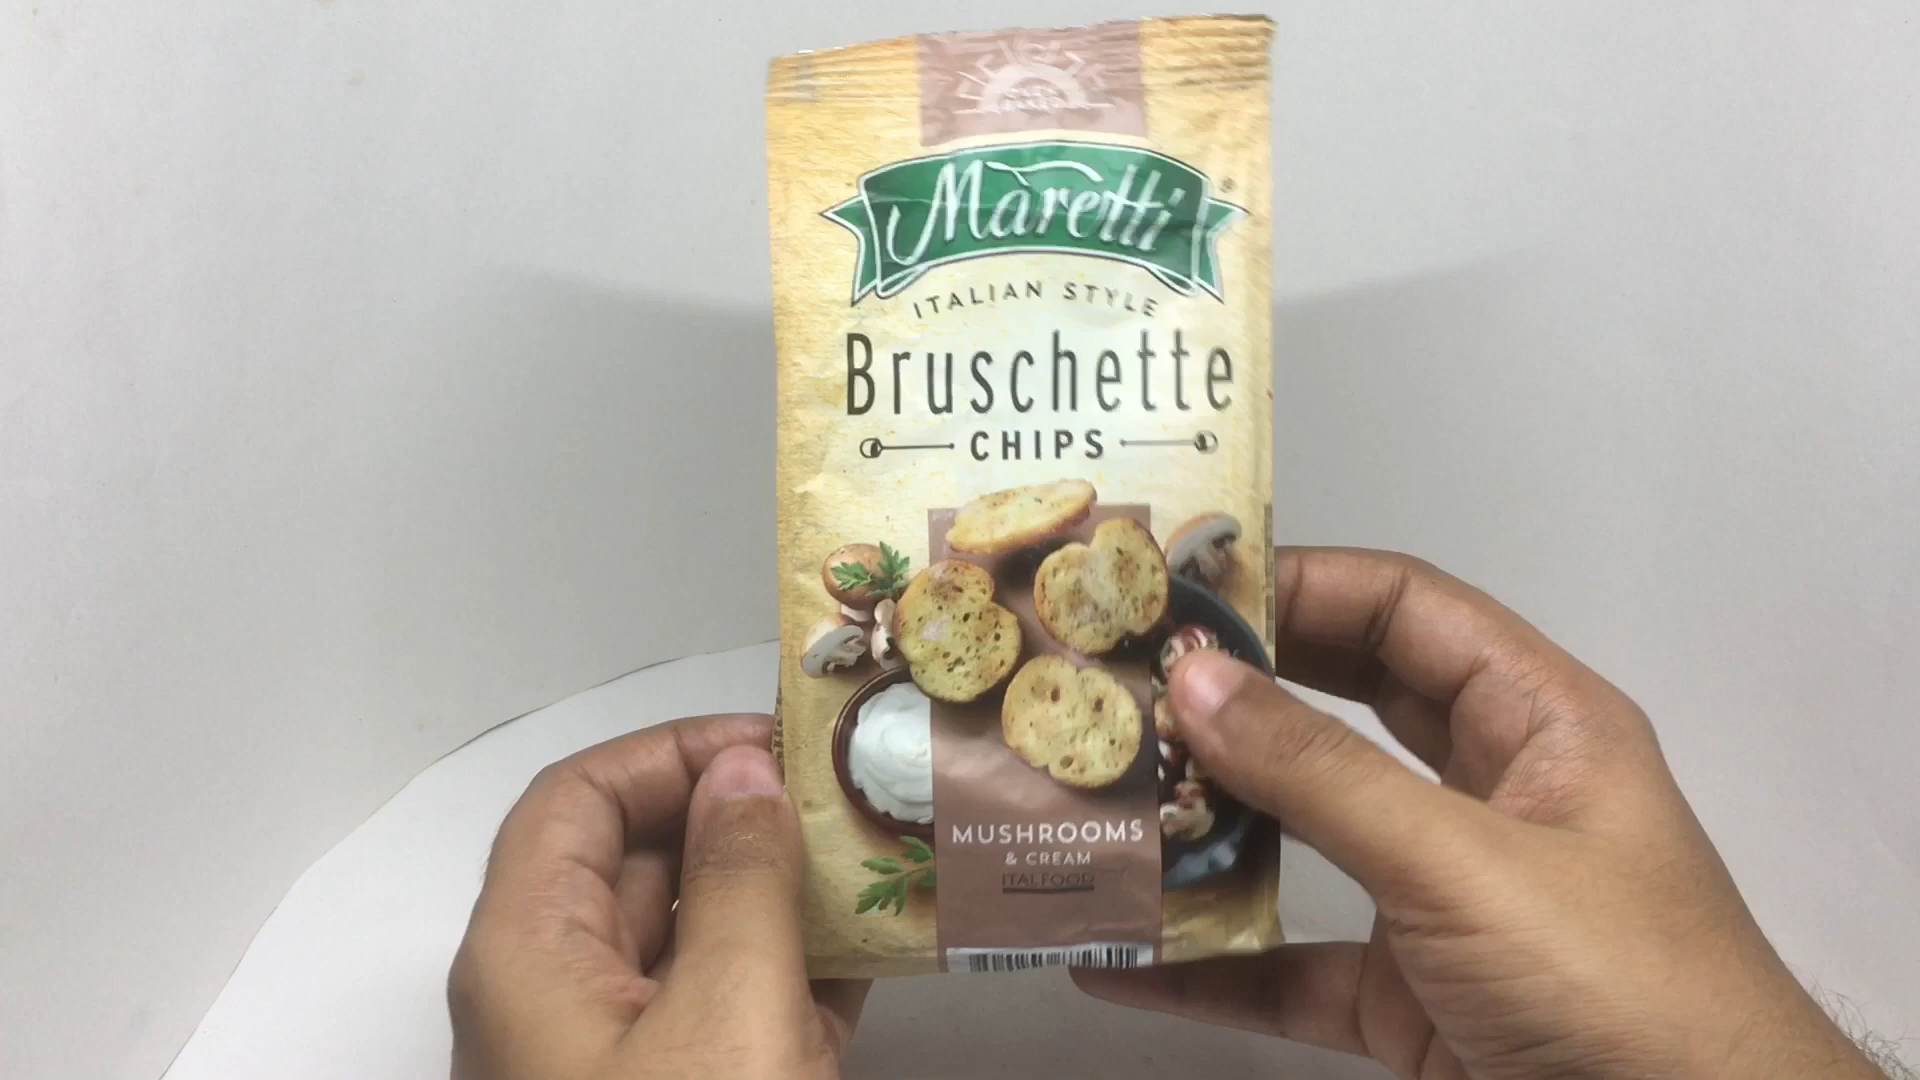 Maretti
®
ITALIAN STYLE
Bruschette
CHIPS
MUSHROOMS
& CREAM
ITALFOOD